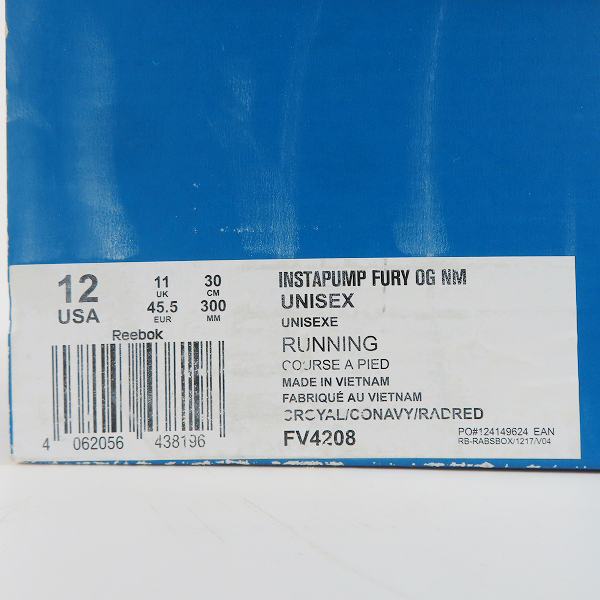 12
USA
11
UK
45.5
EUR
30
CM
300
MM
Reebok
4 062056 438196
INSTAPUMP FURY OG NM
UNISEX
UNISEXE
RUNNING
COURSE A PIED
MADE IN VIETNAM
FABRIQUÉ AU VIETNAM
CROYAL/CONAVY/RADRED
FV4208
PO#124149624 EAN
RB-RABSBOX/1217/V04